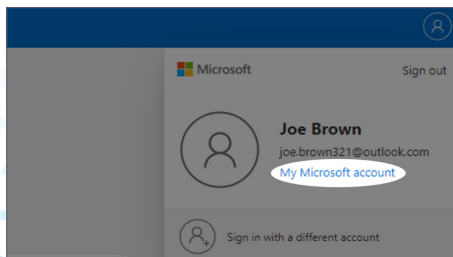 Microsoft
Sign out
Joe Brown
joe.brown321@outlook.com
My Microsoft account
Sign in with a different account